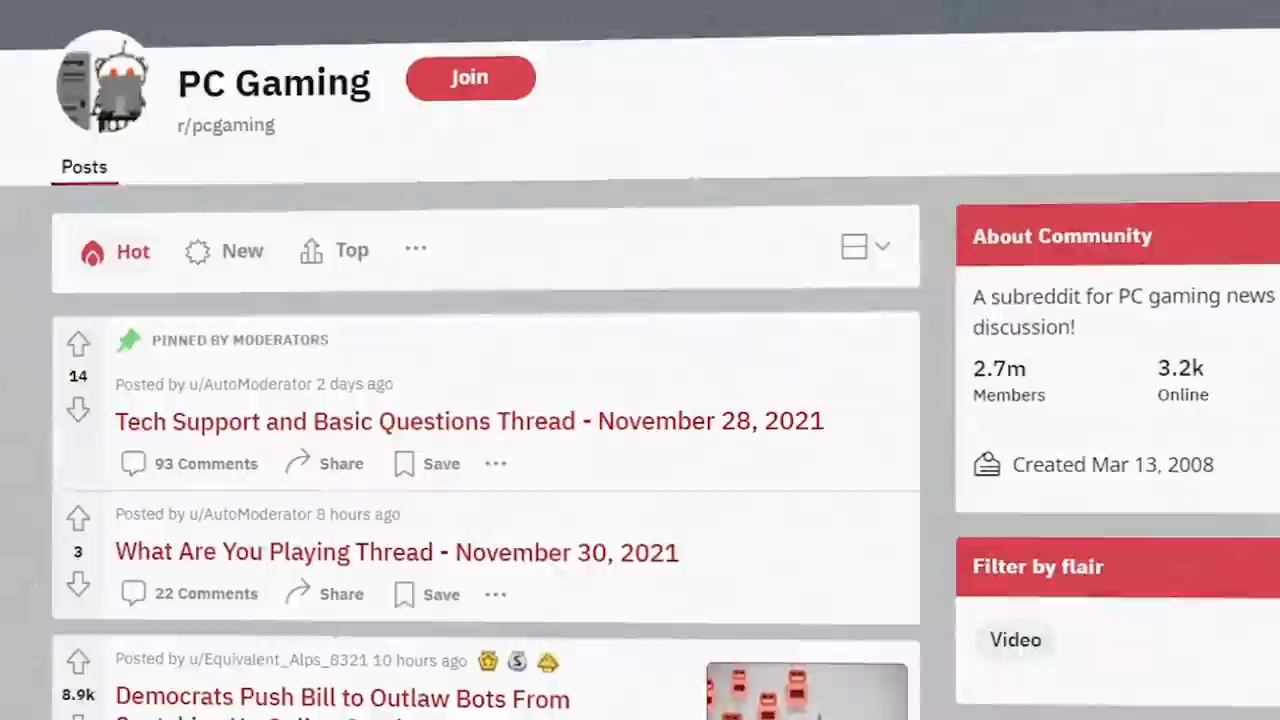 PC Gaming
Join
r/pcgaming
Posts
Hot
New
Top
PINNED BY MODERATORS
14
Posted by u/AutoModerator 2 days ago
Tech Support and Basic Questions Thread - November 28, 2021
93 Comments
Share
Save
Posted by u/AutoModerator 8 hours ago
3
What Are You Playing Thread - November 30, 2021
22 Comments
Share
Save
Posted by u/Equivalent_Alps_8321 10 hours ago
8.9k
Democrats Push Bill to Outlaw Bots From
About Community
A subreddit for PC gaming news
discussion!
2.7m
3.2k
Members
Online
Created Mar 13, 2008
Filter by flair
Video